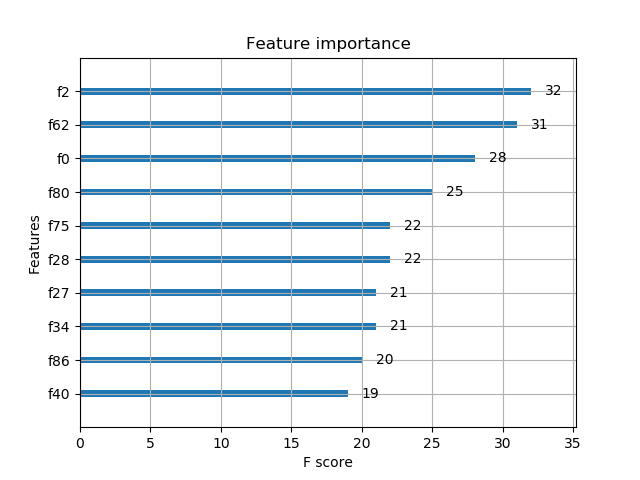 Feature importance
f2 32
f62 31
f0 28
f80 25
f75 22
f28 22
f27 21
f34 21
f86 20
f40 19
Features
0 5 10 15 20 25 30 35
F score